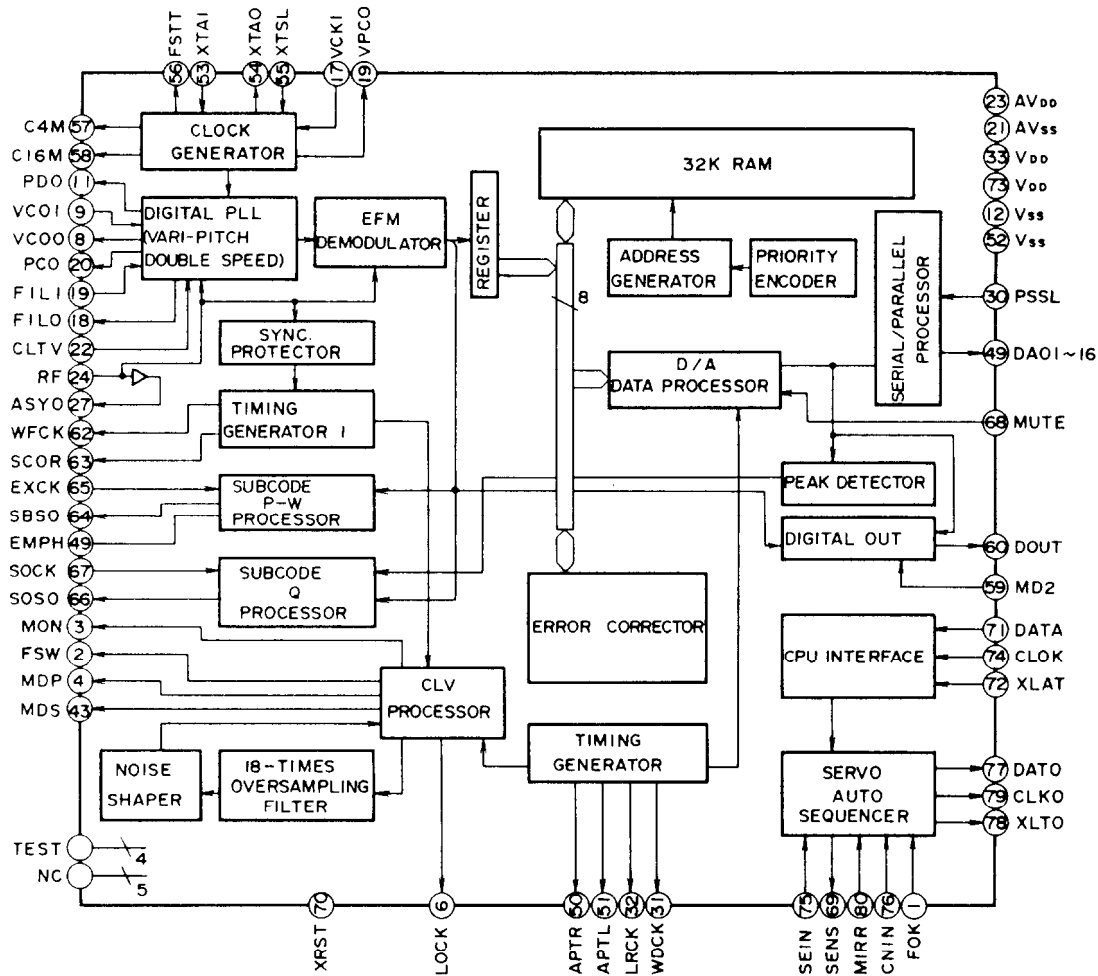 FSTT
XTAI
XTAO
XTSL
VCKI
VPCO
56
53
54
55
17
19
C4M 57
C16M 58
PDO 11
VCOI 9
VCOO 8
PCO 20
FILI 19
FILO 18
CLTV 22
RF 24
ASYO 27
WFCK 62
SCOR 63
EXCK 65
SBSO 64
EMPH 49
SOCK 67
SOSO 66
MON 3
FSW 2
MDP 4
MDS 43
TEST
4
NC
5
CLOCK
GENERATOR
DIGITAL PLL
(VARI-PITCH
DOUBLE SPEED)
EFM
DEMODULATOR
REGISTER
SYNC.
PROTECTOR
TIMING
GENERATOR 1
SUBCODE
P-W
PROCESSOR
SUBCODE
Q
PROCESSOR
CLV
PROCESSOR
NOISE
SHAPER
18-TIMES
OVERSAMPLING
FILTER
32K RAM
8
ADDRESS
GENERATOR
PRIORITY
ENCODER
D/A
DATA PROCESSOR
SERIAL/PARALLEL
PROCESSOR
PEAK DETECTOR
DIGITAL OUT
ERROR CORRECTOR
CPU INTERFACE
TIMING
GENERATOR
SERVO
AUTO
SEQUENCER
23 AVDD
21 AVSS
33 VDD
73 VDD
12 VSS
52 VSS
30 PSSL
49 DA01~16
68 MUTE
60 DOUT
59 MD2
71 DATA
74 CLOK
72 XLAT
77 DATO
79 CLKO
78 XLTO
70
6
50
51
32
31
75
69
80
76
1
XRST
LOCK
APTR
APTL
LRCK
WDCK
SEIN
SENS
MIRR
CNIN
FOK